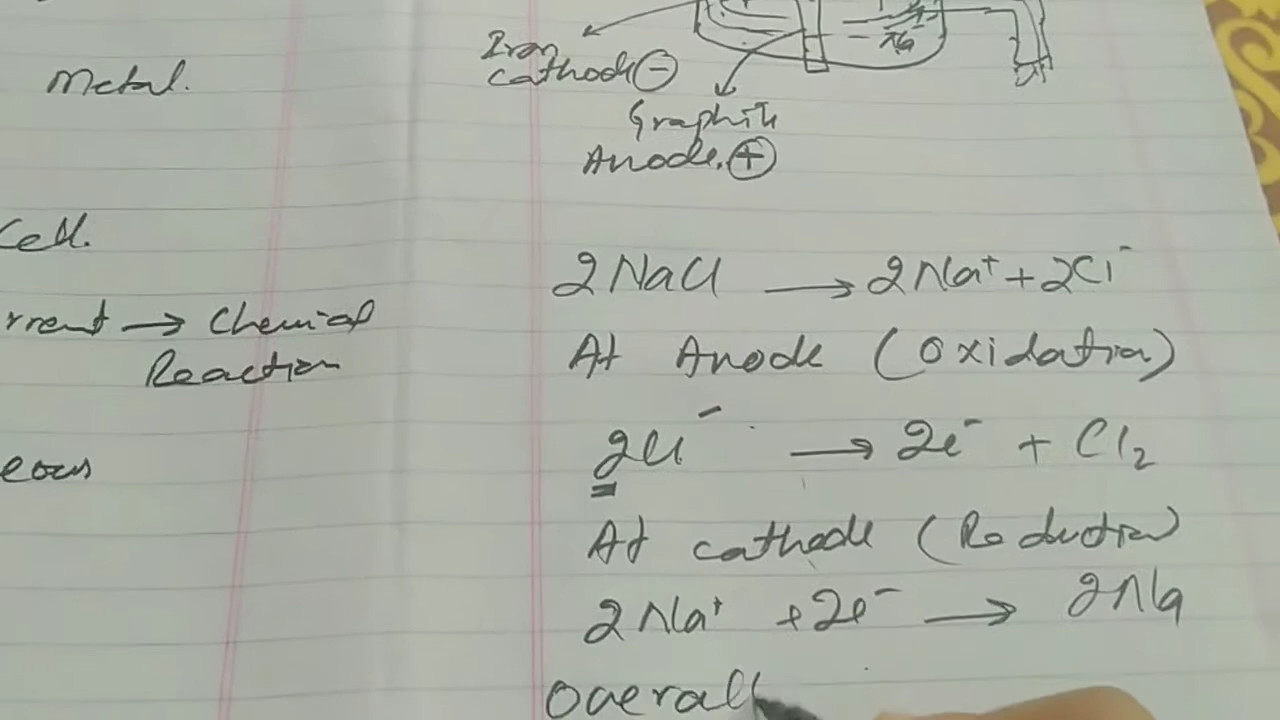 Metal.
Cell.
rrent → Chemical
Reaction
eous
Iron
Cathode ⊖
Graphite
Anode. ⊕
Na
2NaCl → 2Na⁺ + 2Cl⁻
At Anode (Oxidation)
2Cl⁻ → 2e⁻ + Cl₂
At cathode (Reduction)
2Na⁺ + 2e⁻ → 2Na
Overall